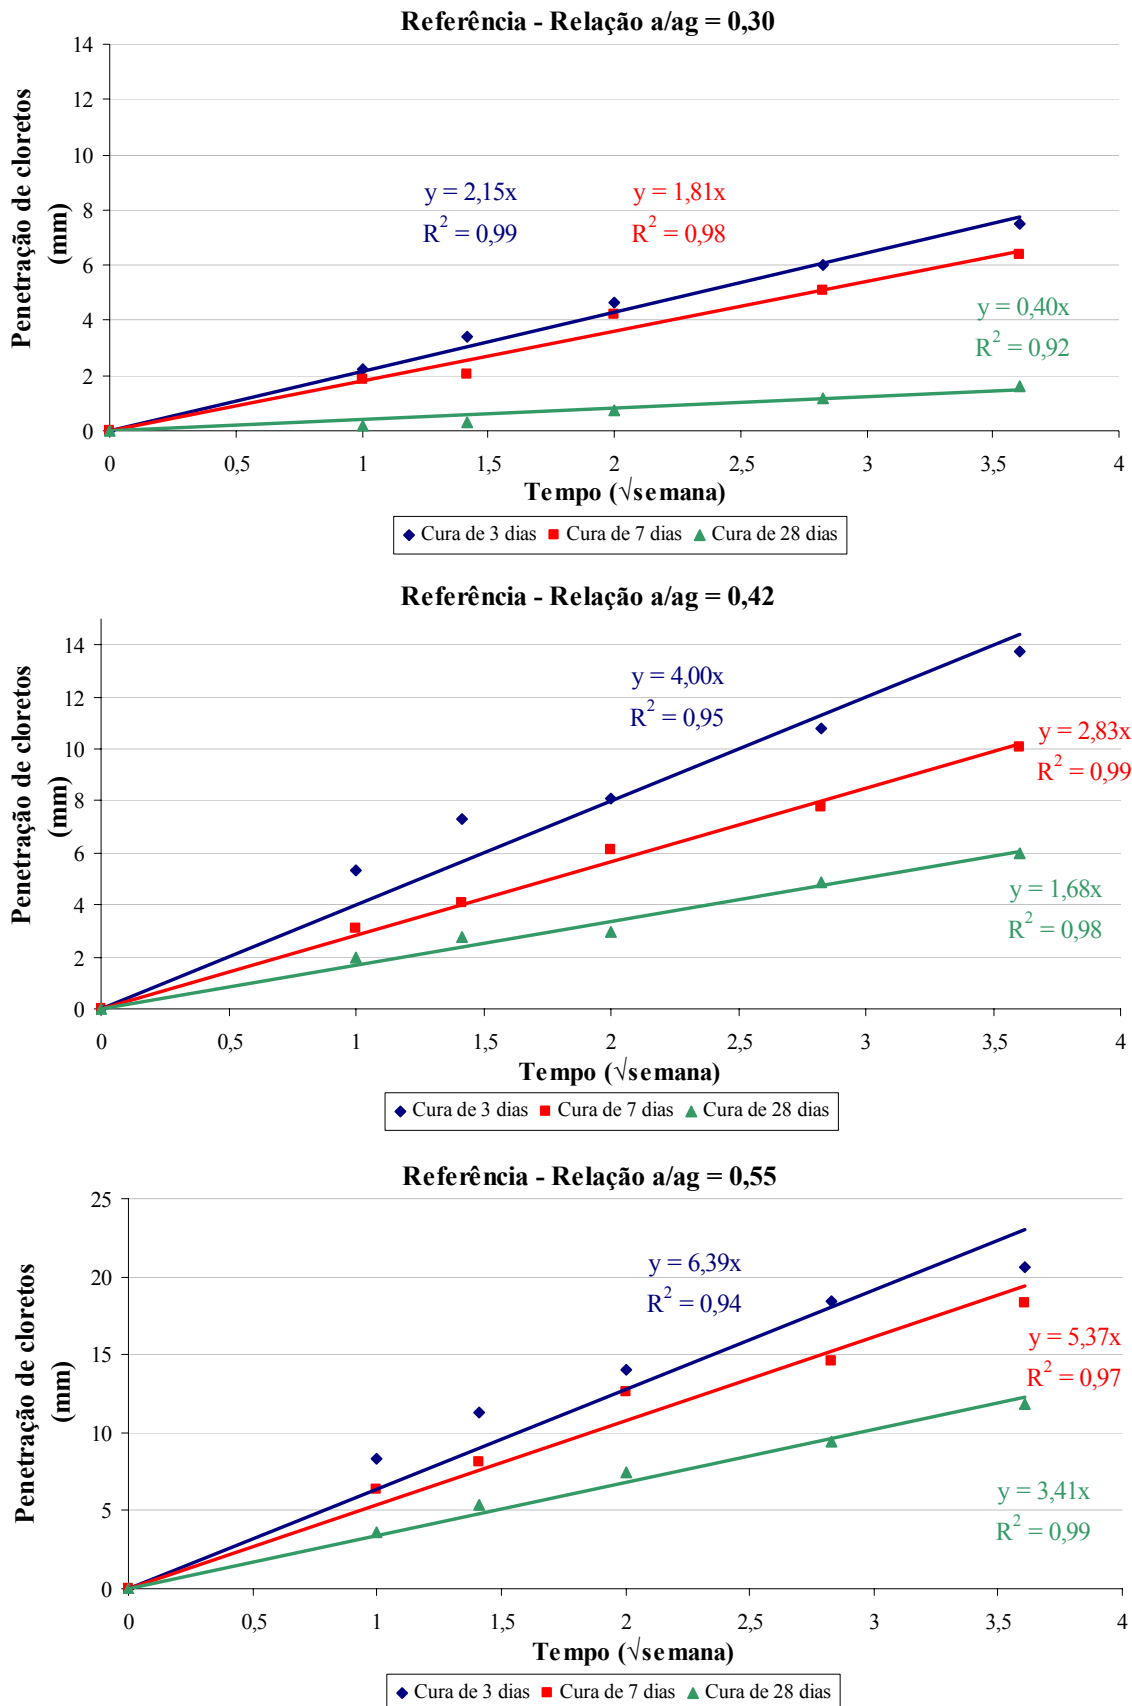 Referência - Relação a/ag = 0,30
Penetração de cloretos
(mm)
14
12
10
8
6
4
2
0
y = 2,15x
R² = 0,99
y = 1,81x
R² = 0,98
y = 0,40x
R² = 0,92
0 0,5 1 1,5 2 2,5 3 3,5 4
Tempo (√semana)
Cura de 3 dias Cura de 7 dias Cura de 28 dias
Referência - Relação a/ag = 0,42
Penetração de cloretos
(mm)
14
12
10
8
6
4
2
0
y = 4,00x
R² = 0,95
y = 2,83x
R² = 0,99
y = 1,68x
R² = 0,98
0 0,5 1 1,5 2 2,5 3 3,5 4
Tempo (√semana)
Cura de 3 dias Cura de 7 dias Cura de 28 dias
Referência - Relação a/ag = 0,55
Penetração de cloretos
(mm)
25
20
15
10
5
0
y = 6,39x
R² = 0,94
y = 5,37x
R² = 0,97
y = 3,41x
R² = 0,99
0 0,5 1 1,5 2 2,5 3 3,5 4
Tempo (√semana)
Cura de 3 dias Cura de 7 dias Cura de 28 dias